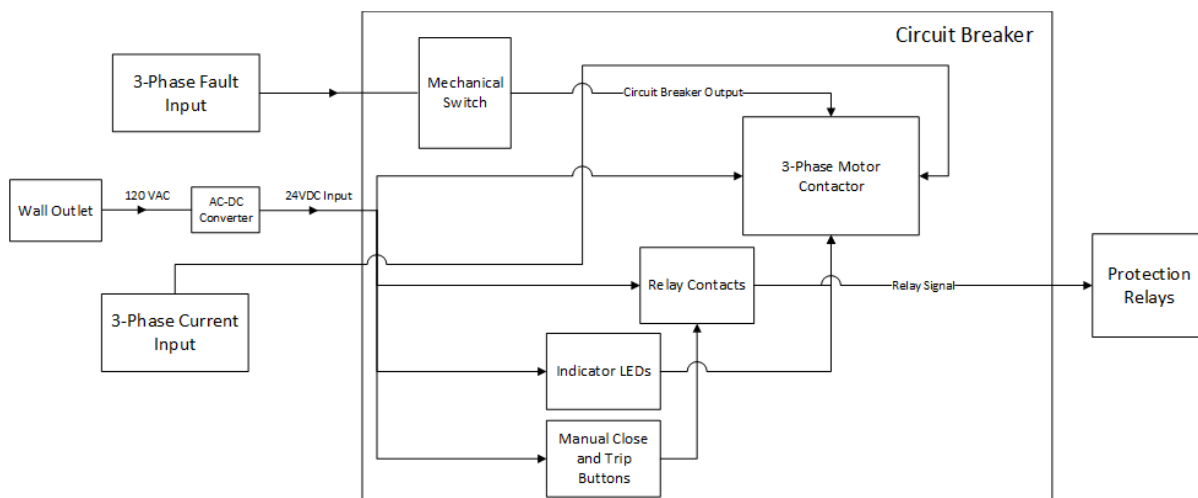 Circuit Breaker
3-Phase Fault
Input
Mechanical
Switch
Circuit Breaker Output
3-Phase Motor
Contactor
Wall Outlet
120 VAC
AC-DC
Converter
24VDC Input
3-Phase Current
Input
Relay Contacts
Relay Signal
Protection
Relays
Indicator LEDs
Manual Close
and Trip
Buttons